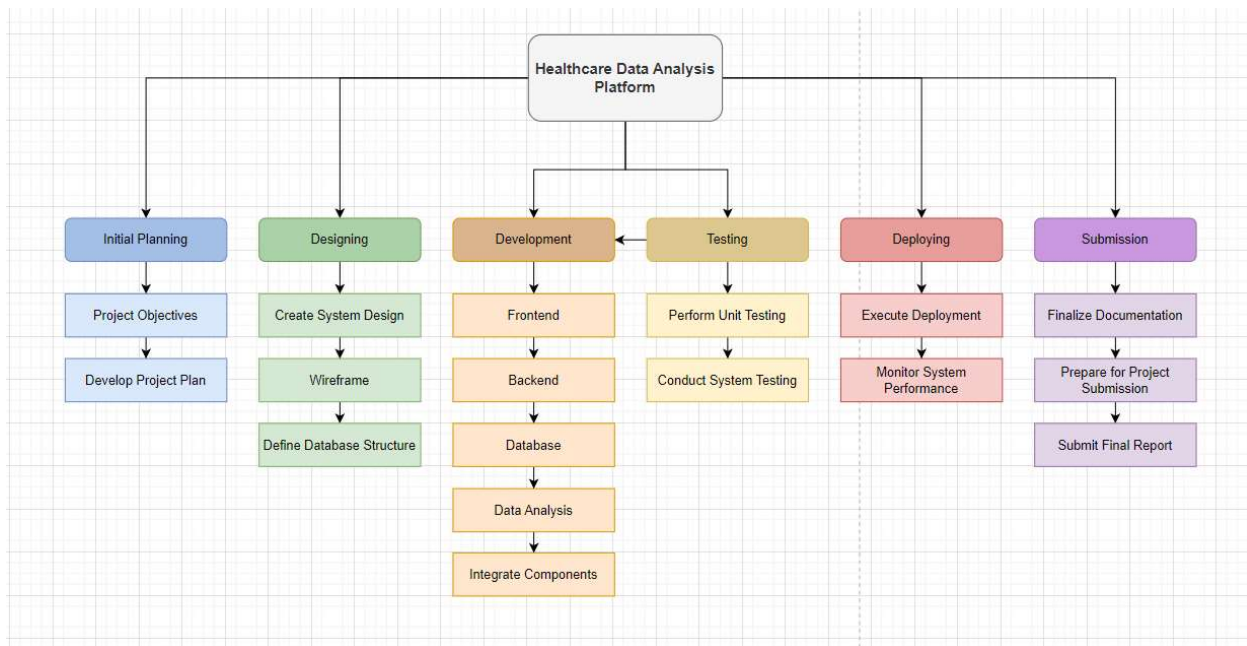 Healthcare Data Analysis
Platform
Initial Planning
Designing
Development
Testing
Deploying
Submission
Project Objectives
Create System Design
Frontend
Perform Unit Testing
Execute Deployment
Finalize Documentation
Develop Project Plan
Wireframe
Backend
Conduct System Testing
Monitor System
Performance
Prepare for Project
Submission
Define Database Structure
Database
Submit Final Report
Data Analysis
Integrate Components